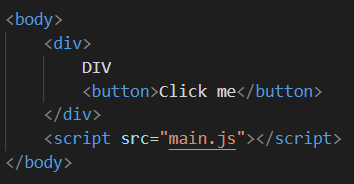 <body>
<div>
DIV
<button>Click me</button>
</div>
<script src="main.js"></script>
</body>